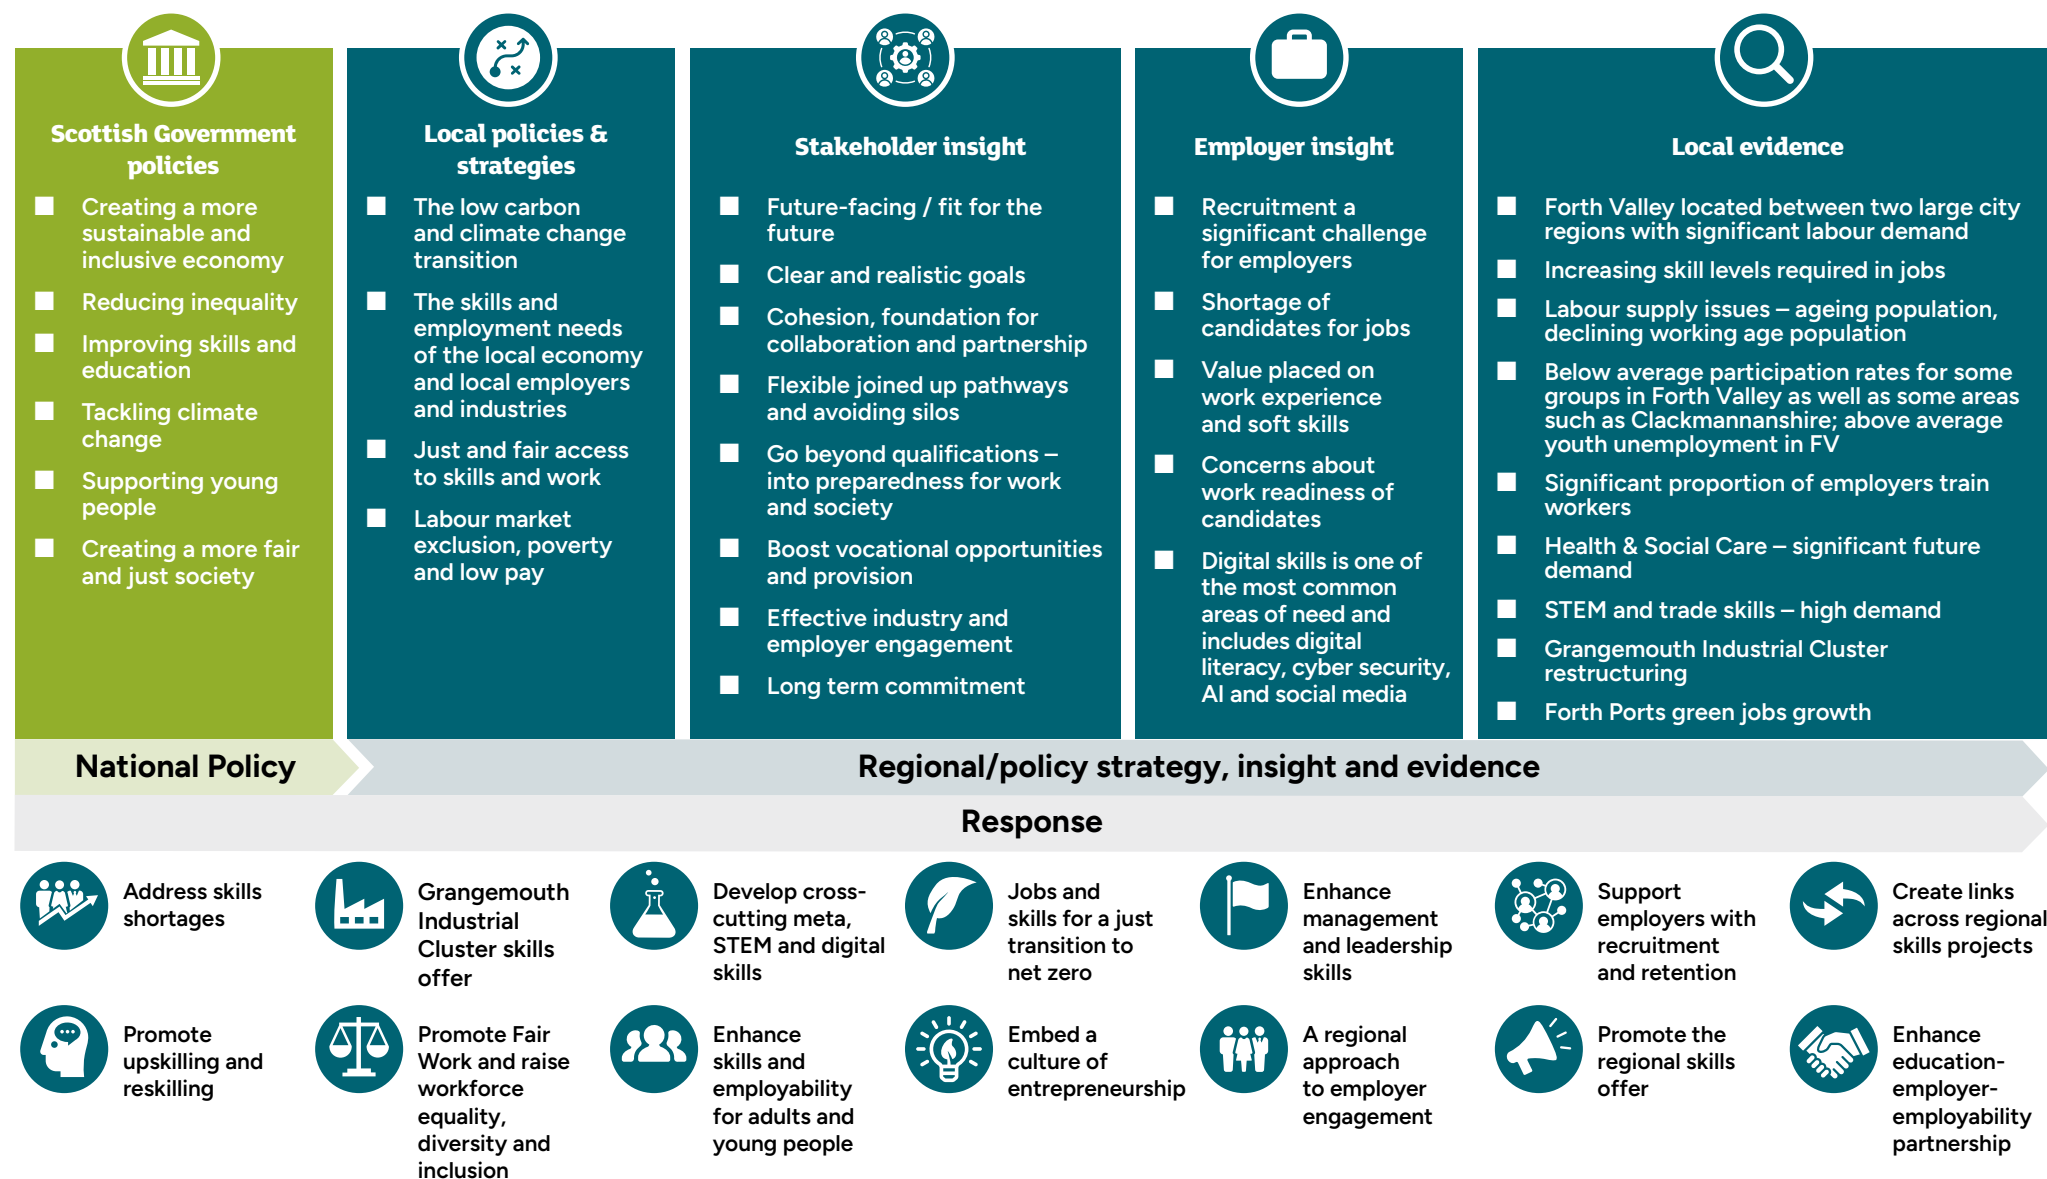 Scottish Government
policies
Creating a more
sustainable and
inclusive economy
Reducing inequality
Improving skills and
education
Tackling climate
change
Supporting young
people
Creating a more fair
and just society
Local policies &
strategies
The low carbon
and climate change
transition
The skills and
employment needs
of the local economy
and local employers
and industries
Just and fair access
to skills and work
Labour market
exclusion, poverty
and low pay
Stakeholder insight
Future-facing / fit for the
future
Clear and realistic goals
Cohesion, foundation for
collaboration and partnership
Flexible joined up pathways
and avoiding silos
Go beyond qualifications –
into preparedness for work
and society
Boost vocational opportunities
and provision
Effective industry and
employer engagement
Long term commitment
Employer insight
Recruitment a
significant challenge
for employers
Shortage of
candidates for jobs
Value placed on
work experience
and soft skills
Concerns about
work readiness of
candidates
Digital skills is one of
the most common
areas of need and
includes digital
literacy, cyber security,
AI and social media
Local evidence
Forth Valley located between two large city
regions with significant labour demand
Increasing skill levels required in jobs
Labour supply issues – ageing population,
declining working age population
Below average participation rates for some
groups in Forth Valley as well as some areas
such as Clackmannanshire; above average
youth unemployment in FV
Significant proportion of employers train
workers
Health & Social Care – significant future
demand
STEM and trade skills – high demand
Grangemouth Industrial Cluster
restructuring
Forth Ports green jobs growth
National Policy
Regional/policy strategy, insight and evidence
Response
Address skills
shortages
Grangemouth
Industrial
Cluster skills
offer
Develop cross-
cutting meta,
STEM and digital
skills
Jobs and
skills for a just
transition to
net zero
Enhance
management
and leadership
skills
Support
employers with
recruitment
and retention
Create links
across regional
skills projects
Promote
upskilling and
reskilling
Promote Fair
Work and raise
workforce
equality,
diversity and
inclusion
Enhance
skills and
employability
for adults and
young people
Embed a
culture of
entrepreneurship
A regional
approach
to employer
engagement
Promote the
regional skills
offer
Enhance
education-
employer-
employability
partnership